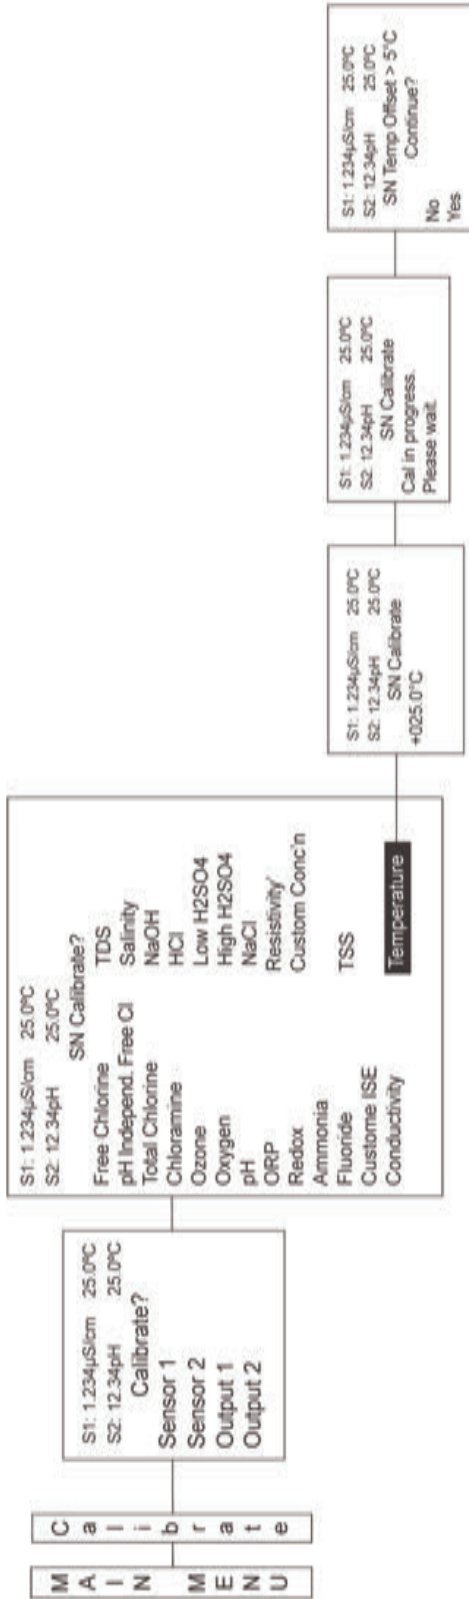 MAIN MENU
Calibrate
S1: 1.234µS/cm 25.0ºC
S2: 12.34pH 25.0ºC
Calibrate?
Sensor 1
Sensor 2
Output 1
Output 2
S1: 1.234µS/cm 25.0ºC
S2: 12.34pH 25.0ºC
SN Calibrate?
Free Chlorine TDS
pH Independ. Free Cl Salinity
Total Chlorine NaOH
Chloramine HCl
Ozone Low H2SO4
Oxygen High H2SO4
pH NaCl
ORP Resistivity'
Redox Custom Conc'n
Ammonia
Fluoride TSS
Custome ISE
Conductivity Temperature
S1: 1.234µS/cm 25.0ºC
S2: 12.34pH 25.0ºC
SN Calibrate
+025.0°C
S1: 1.234µS/cm 25.0ºC
S2: 12.34pH 25.0ºC
SN Calibrate
Cal in progress.
Please wait.
S1: 1.234µS/cm 25.0ºC
S2: 12.34pH 25.0ºC
SN Temp Offset > 5°C
Continue?
No
Yes